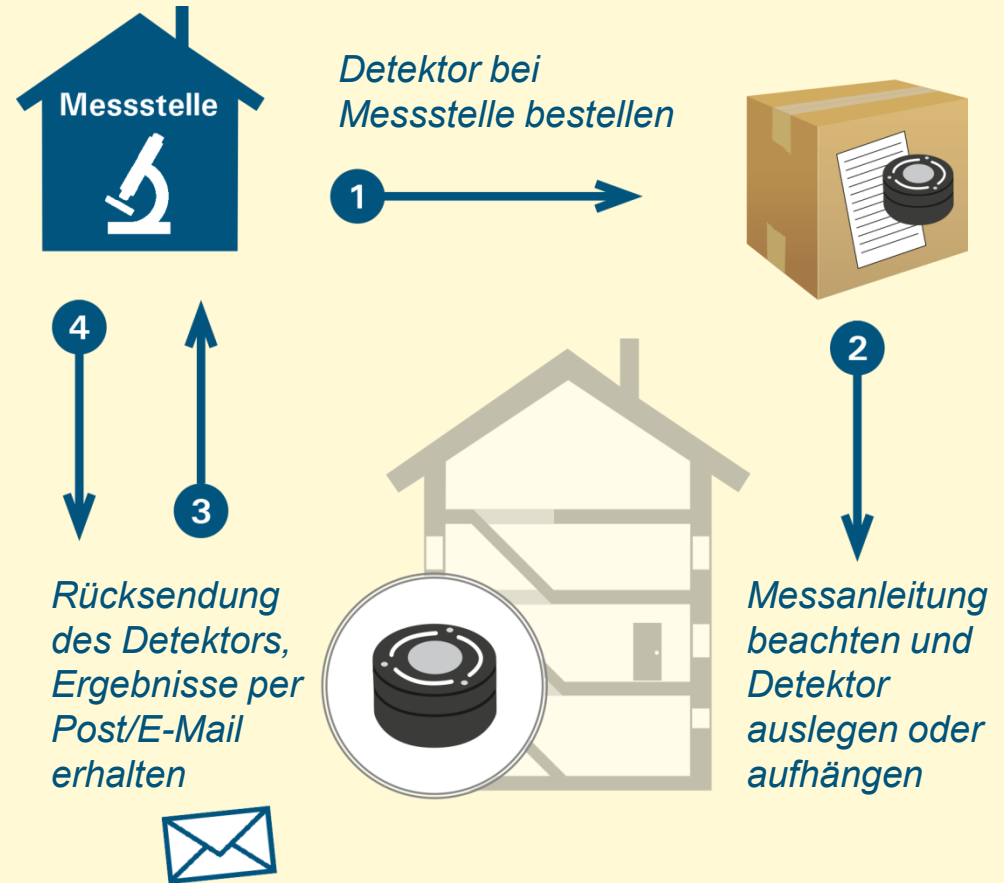 Messstelle
Detektor bei
Messstelle bestellen
1
2
Messanleitung
beachten und
Detektor
auslegen oder
aufhängen
3
4
Rücksendung
des Detektors,
Ergebnisse per
Post/E-Mail
erhalten